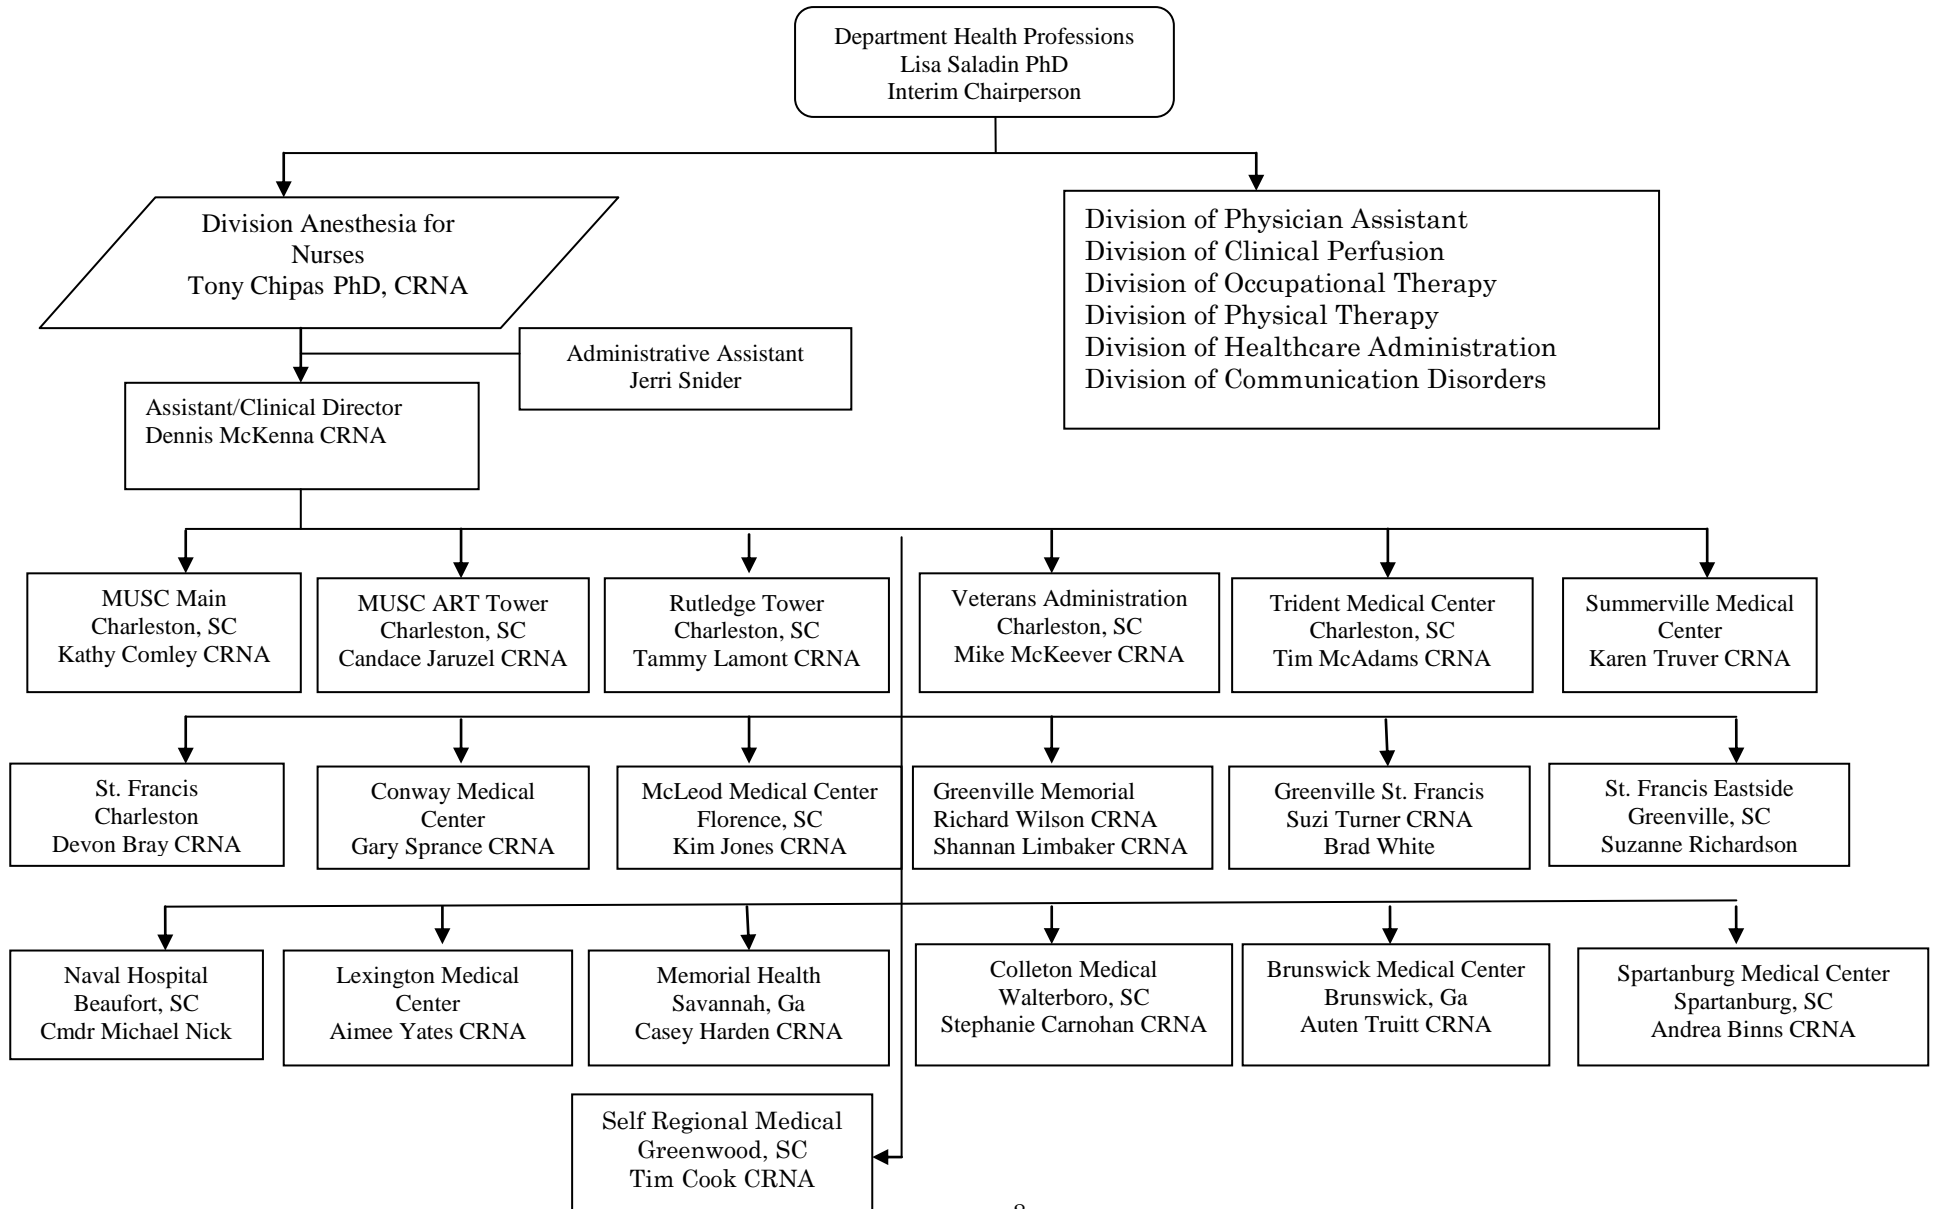 Department Health Professions
Lisa Saladin PhD
Interim Chairperson
Division Anesthesia for
Nurses
Tony Chipas PhD, CRNA
Division of Physician Assistant
Division of Clinical Perfusion
Division of Occupational Therapy
Division of Physical Therapy
Division of Healthcare Administration
Division of Communication Disorders
Administrative Assistant
Jerri Snider
Assistant/Clinical Director
Dennis McKenna CRNA
MUSC Main
Charleston, SC
Kathy Comley CRNA
MUSC ART Tower
Charleston, SC
Candace Jaruzel CRNA
Rutledge Tower
Charleston, SC
Tammy Lamont CRNA
Veterans Administration
Charleston, SC
Mike McKeever CRNA
Trident Medical Center
Charleston, SC
Tim McAdams CRNA
Summerville Medical
Center
Karen Truver CRNA
St. Francis
Charleston
Devon Bray CRNA
Conway Medical
Center
Gary Sprance CRNA
McLeod Medical Center
Florence, SC
Kim Jones CRNA
Greenville Memorial
Richard Wilson CRNA
Shannan Limbaker CRNA
Greenville St. Francis
Suzi Turner CRNA
Brad White
St. Francis Eastside
Greenville, SC
Suzanne Richardson
Naval Hospital
Beaufort, SC
Cmdr Michael Nick
Lexington Medical
Center
Aimee Yates CRNA
Memorial Health
Savannah, Ga
Casey Harden CRNA
Colleton Medical
Walterboro, SC
Stephanie Carnohan CRNA
Brunswick Medical Center
Brunswick, Ga
Auten Truitt CRNA
Spartanburg Medical Center
Spartanburg, SC
Andrea Binns CRNA
Self Regional Medical
Greenwood, SC
Tim Cook CRNA